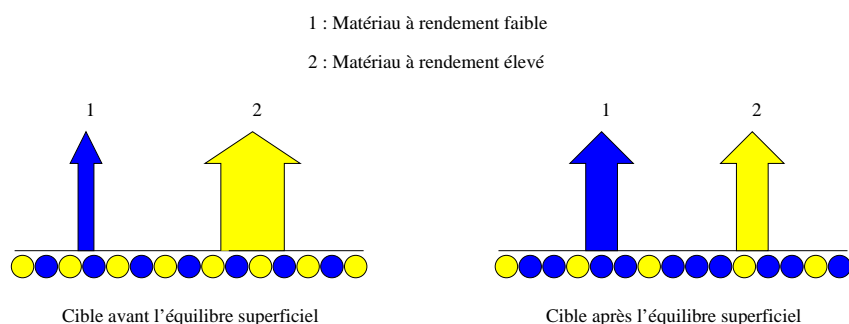 1 : Matériau à rendement faible
2 : Matériau à rendement élevé
1 2 1 2
Cible avant l'équilibre superficiel Cible après l'équilibre superficiel